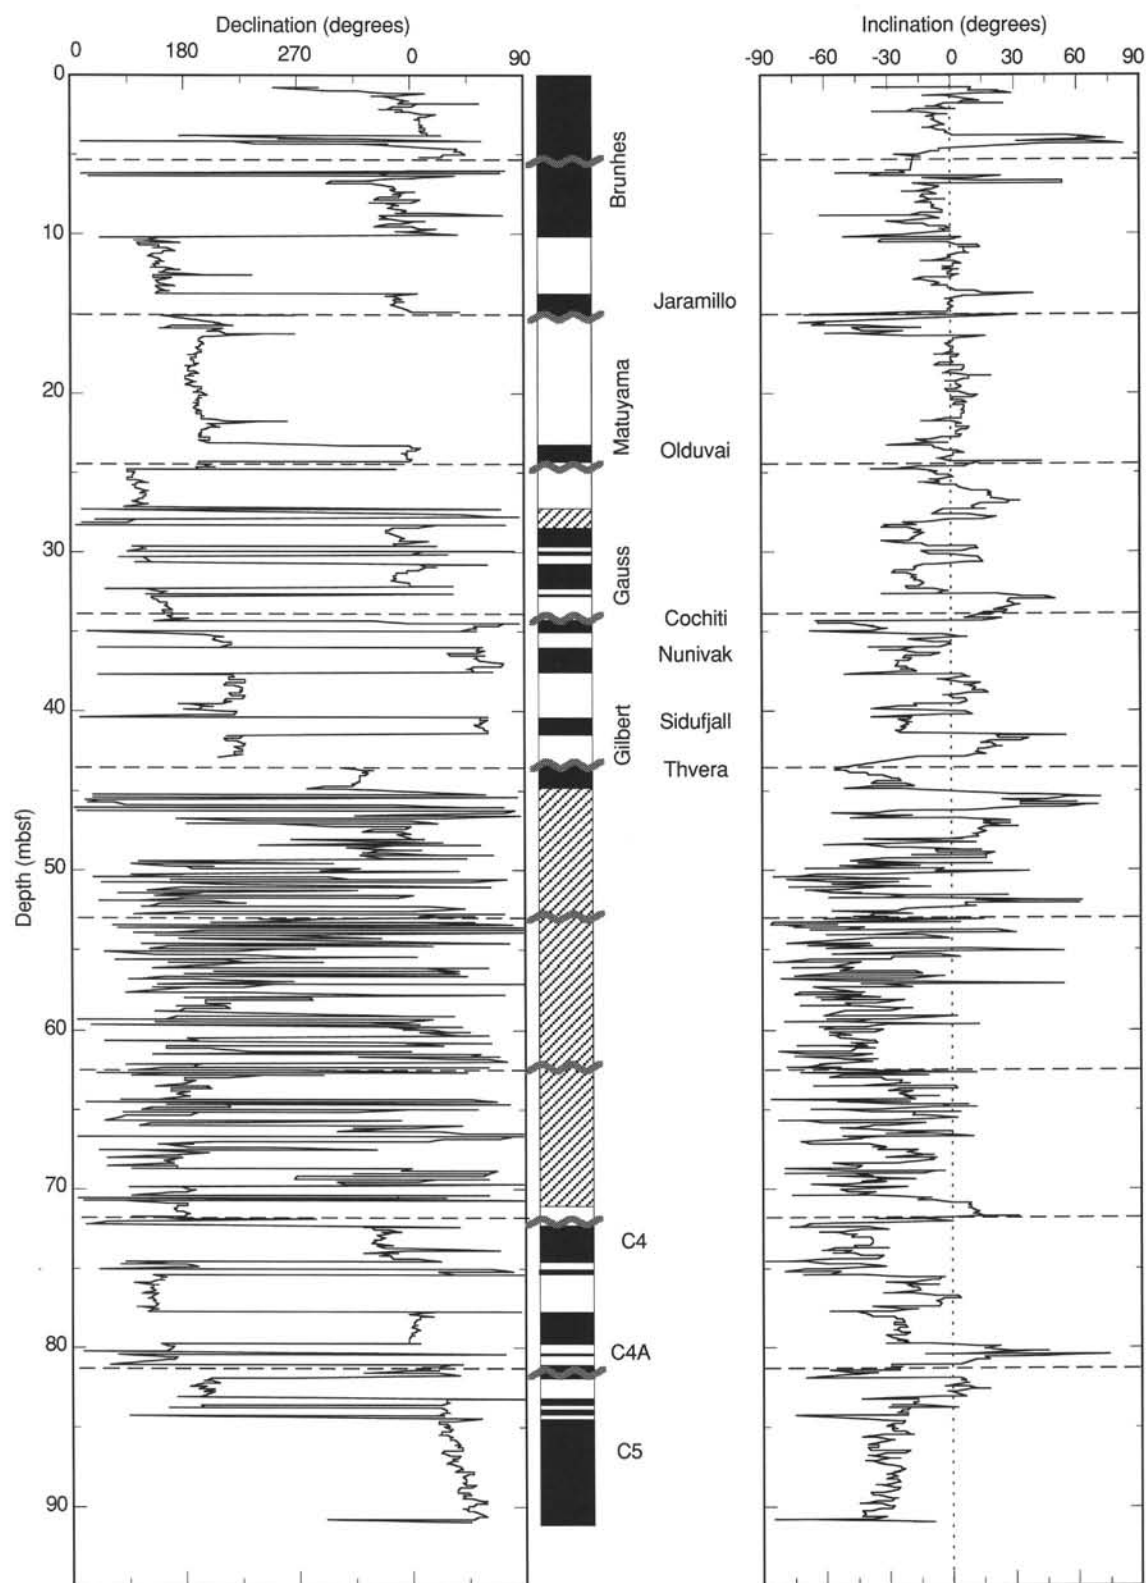 Declination (degrees)
0 180 270 0 90
Inclination (degrees)
-90 -60 -30 0 30 60 90
0
10
20
30
40
50
60
70
80
90
Depth (mbsf)
Brunhes
Matuyama
Gauss
Gilbert
Jaramillo
Olduvai
Cochiti
Nunivak
Sidufjall
Thvera
C4
C4A
C5